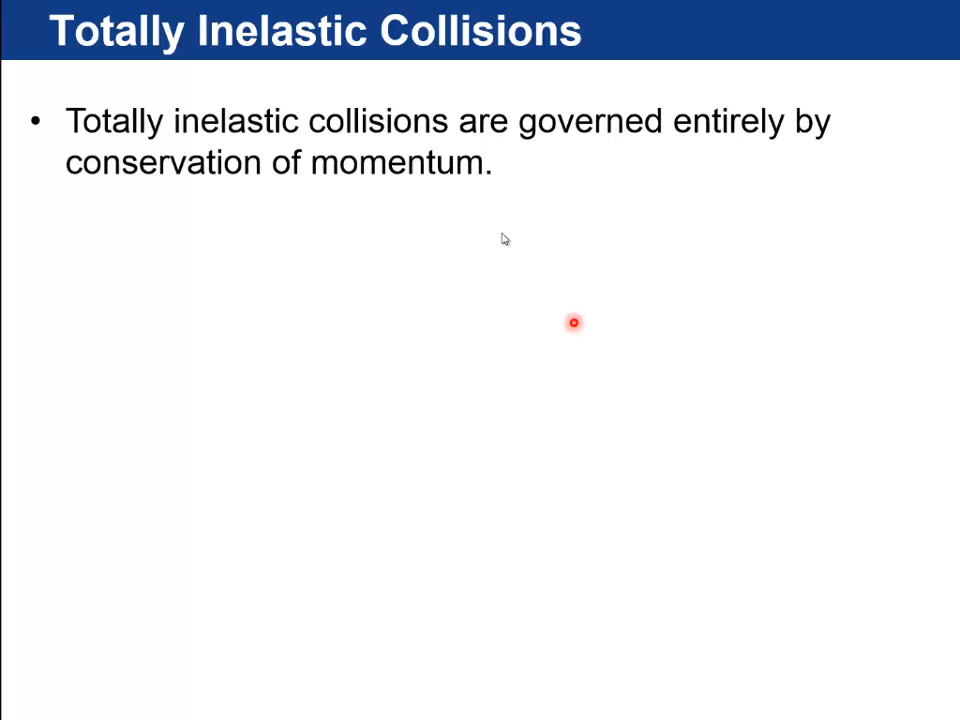 Totally Inelastic Collisions
• Totally inelastic collisions are governed entirely by
conservation of momentum.